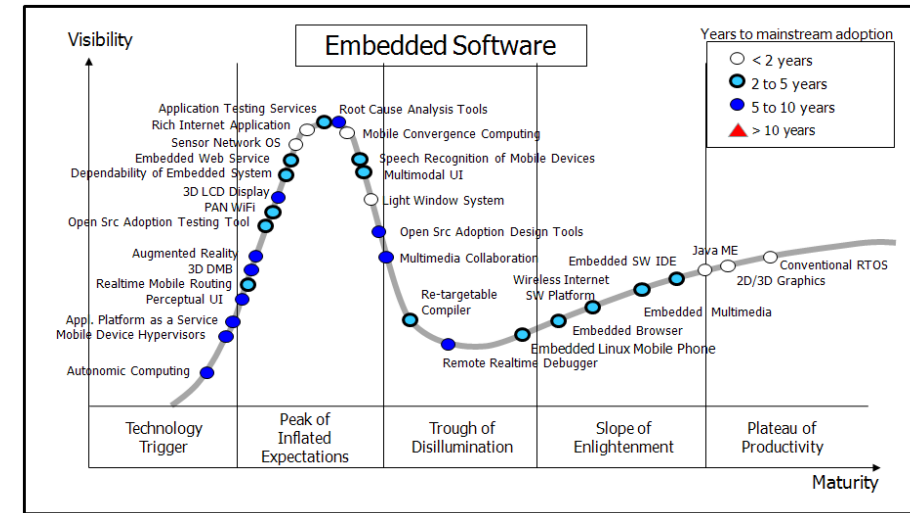 Embedded Software
Visibility
Years to mainstream adoption
< 2 years
2 to 5 years
5 to 10 years
> 10 years
Application Testing Services
Root Cause Analysis Tools
Rich Internet Application
Mobile Convergence Computing
Sensor Network OS
Embedded Web Service
Speech Recognition of Mobile Devices
Dependability of Embedded System
Multimodal UI
3D LCD Display
Light Window System
PAN WiFi
Open Src Adoption Testing Tool
Open Src Adoption Design Tools
Augmented Reality
Multimedia Collaboration
3D DMB
Realtime Mobile Routing
Perceptual UI
Appl. Platform as a Service
Mobile Device Hypervisors
Autonomic Computing
Re-targetable
Compiler
Remote Realtime Debugger
Embedded Linux Mobile Phone
Embedded Browser
Wireless Internet
SW Platform
Embedded SW IDE
Embedded Multimedia
Java ME
2D/3D Graphics
Conventional RTOS
Technology
Trigger
Peak of
Inflated
Expectations
Trough of
Disillumination
Slope of
Enlightenment
Plateau of
Productivity
Maturity